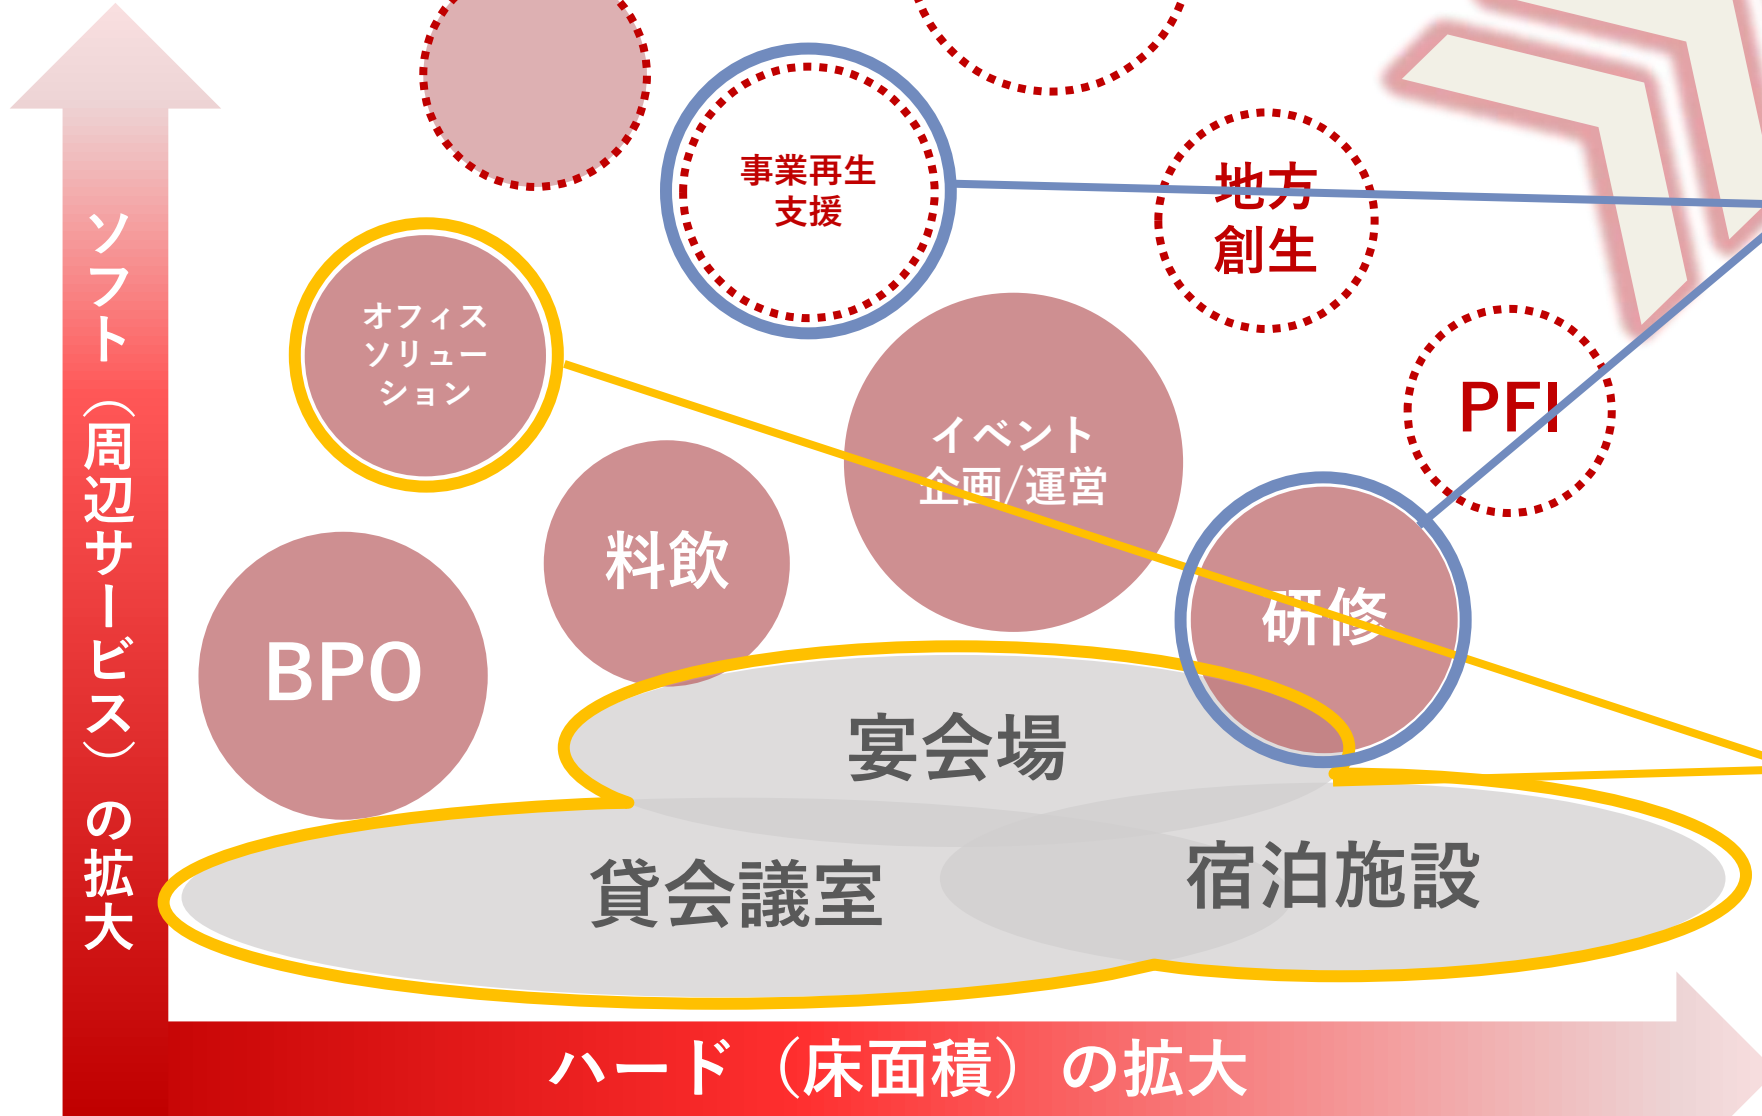 事業再生
支援
地方
創生
オフィス
ソリュー
ション
PFI
イベント
企画/運営
料飲
研修
BPO
宴会場
貸会議室
宿泊施設
ソフト（周辺サービス）の拡大
ハード（床面積）の拡大